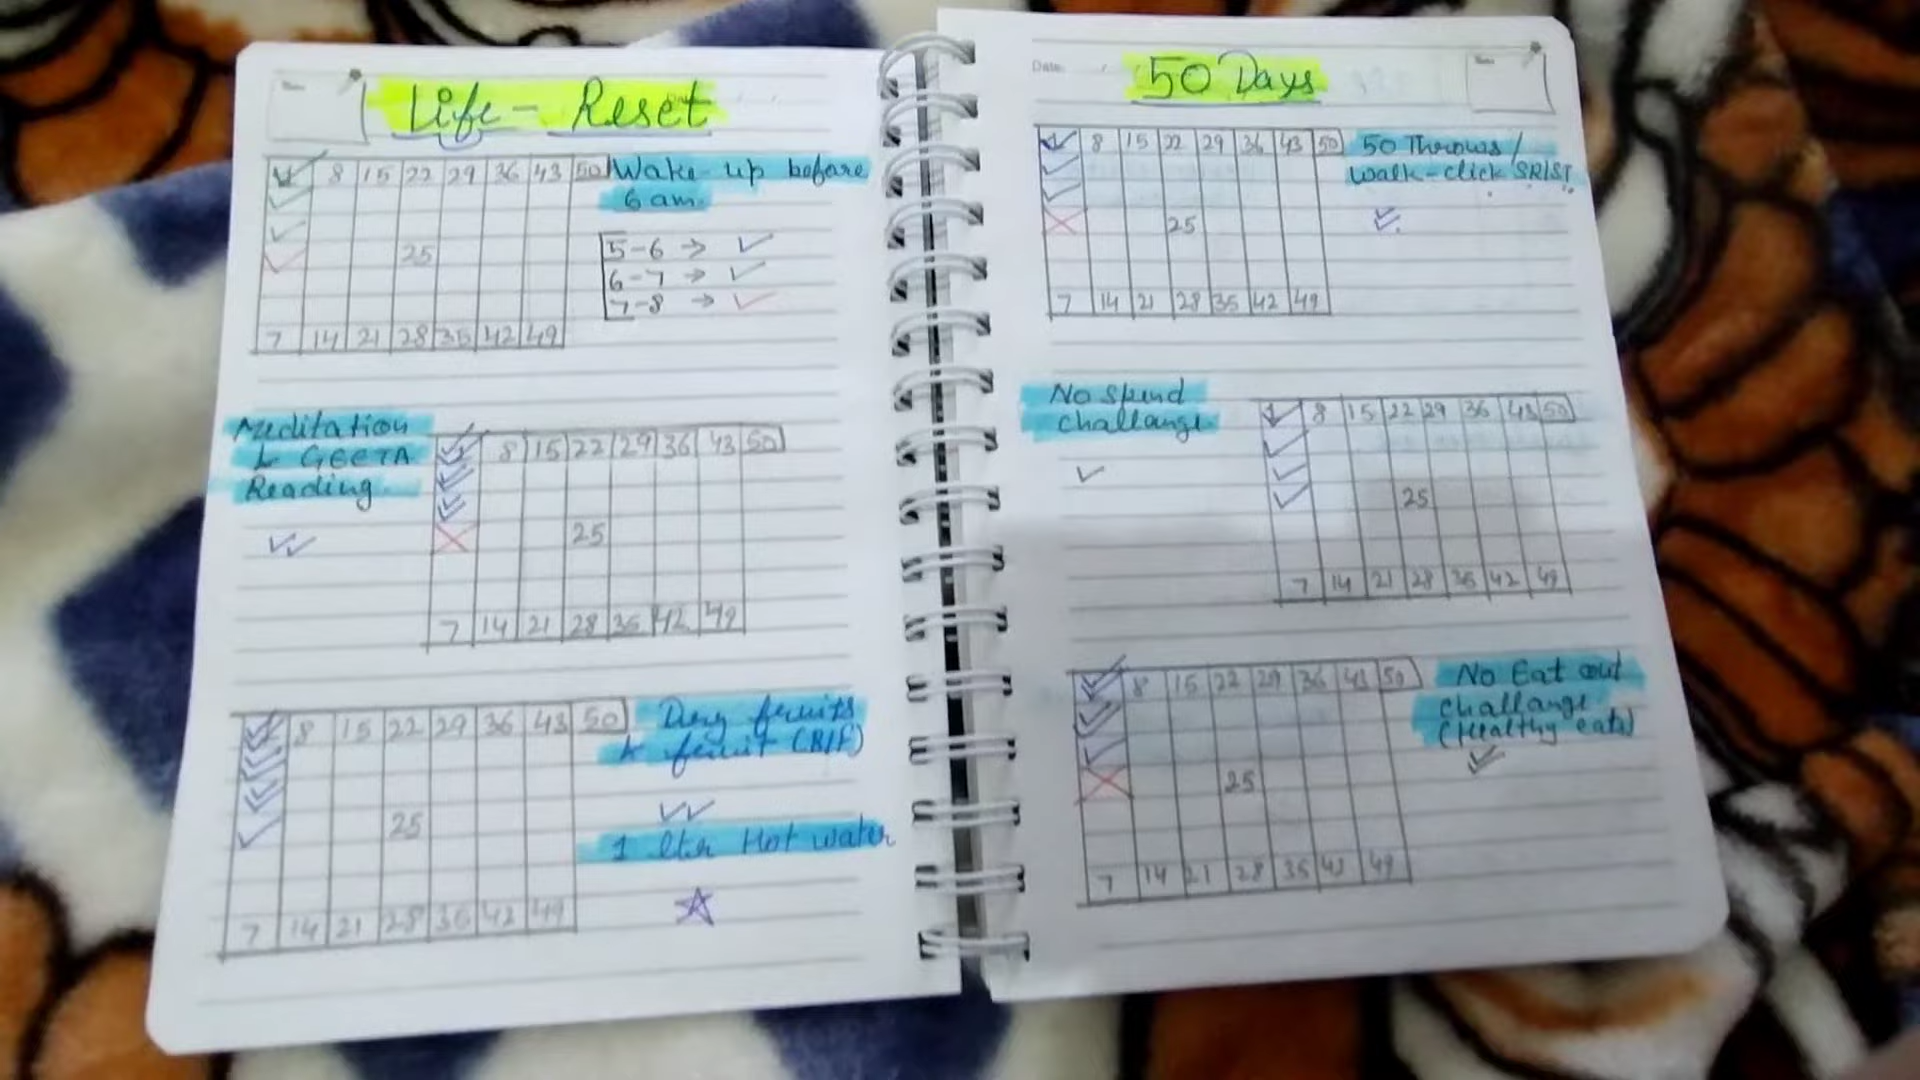 Life - Reset
8 15 22 29 36 43 50
Wake up before
6 am.
25
5-6 →
6-7 →
7-8 →
7 14 21 28 35 42 49
Meditation
& GEETA
Reading
8 15 22 29 36 43 50
25
7 14 21 28 35 42 49
8 15 22 29 36 43 50
Dry fruits
& fruit (B/F)
25
1 liter Hot water
7 14 21 28 35 42 49
Date:
50 Days
1 8 15 22 29 36 43 50
50 Throws/
walk-click SR/ST
25
7 14 21 28 35 42 49
No Spend
challange
1 8 15 22 29 36 43 50
25
7 14 21 28 35 42 49
8 15 22 29 36 43 50
No Eat out
challange
(Healthy eats)
25
7 14 21 28 35 42 49